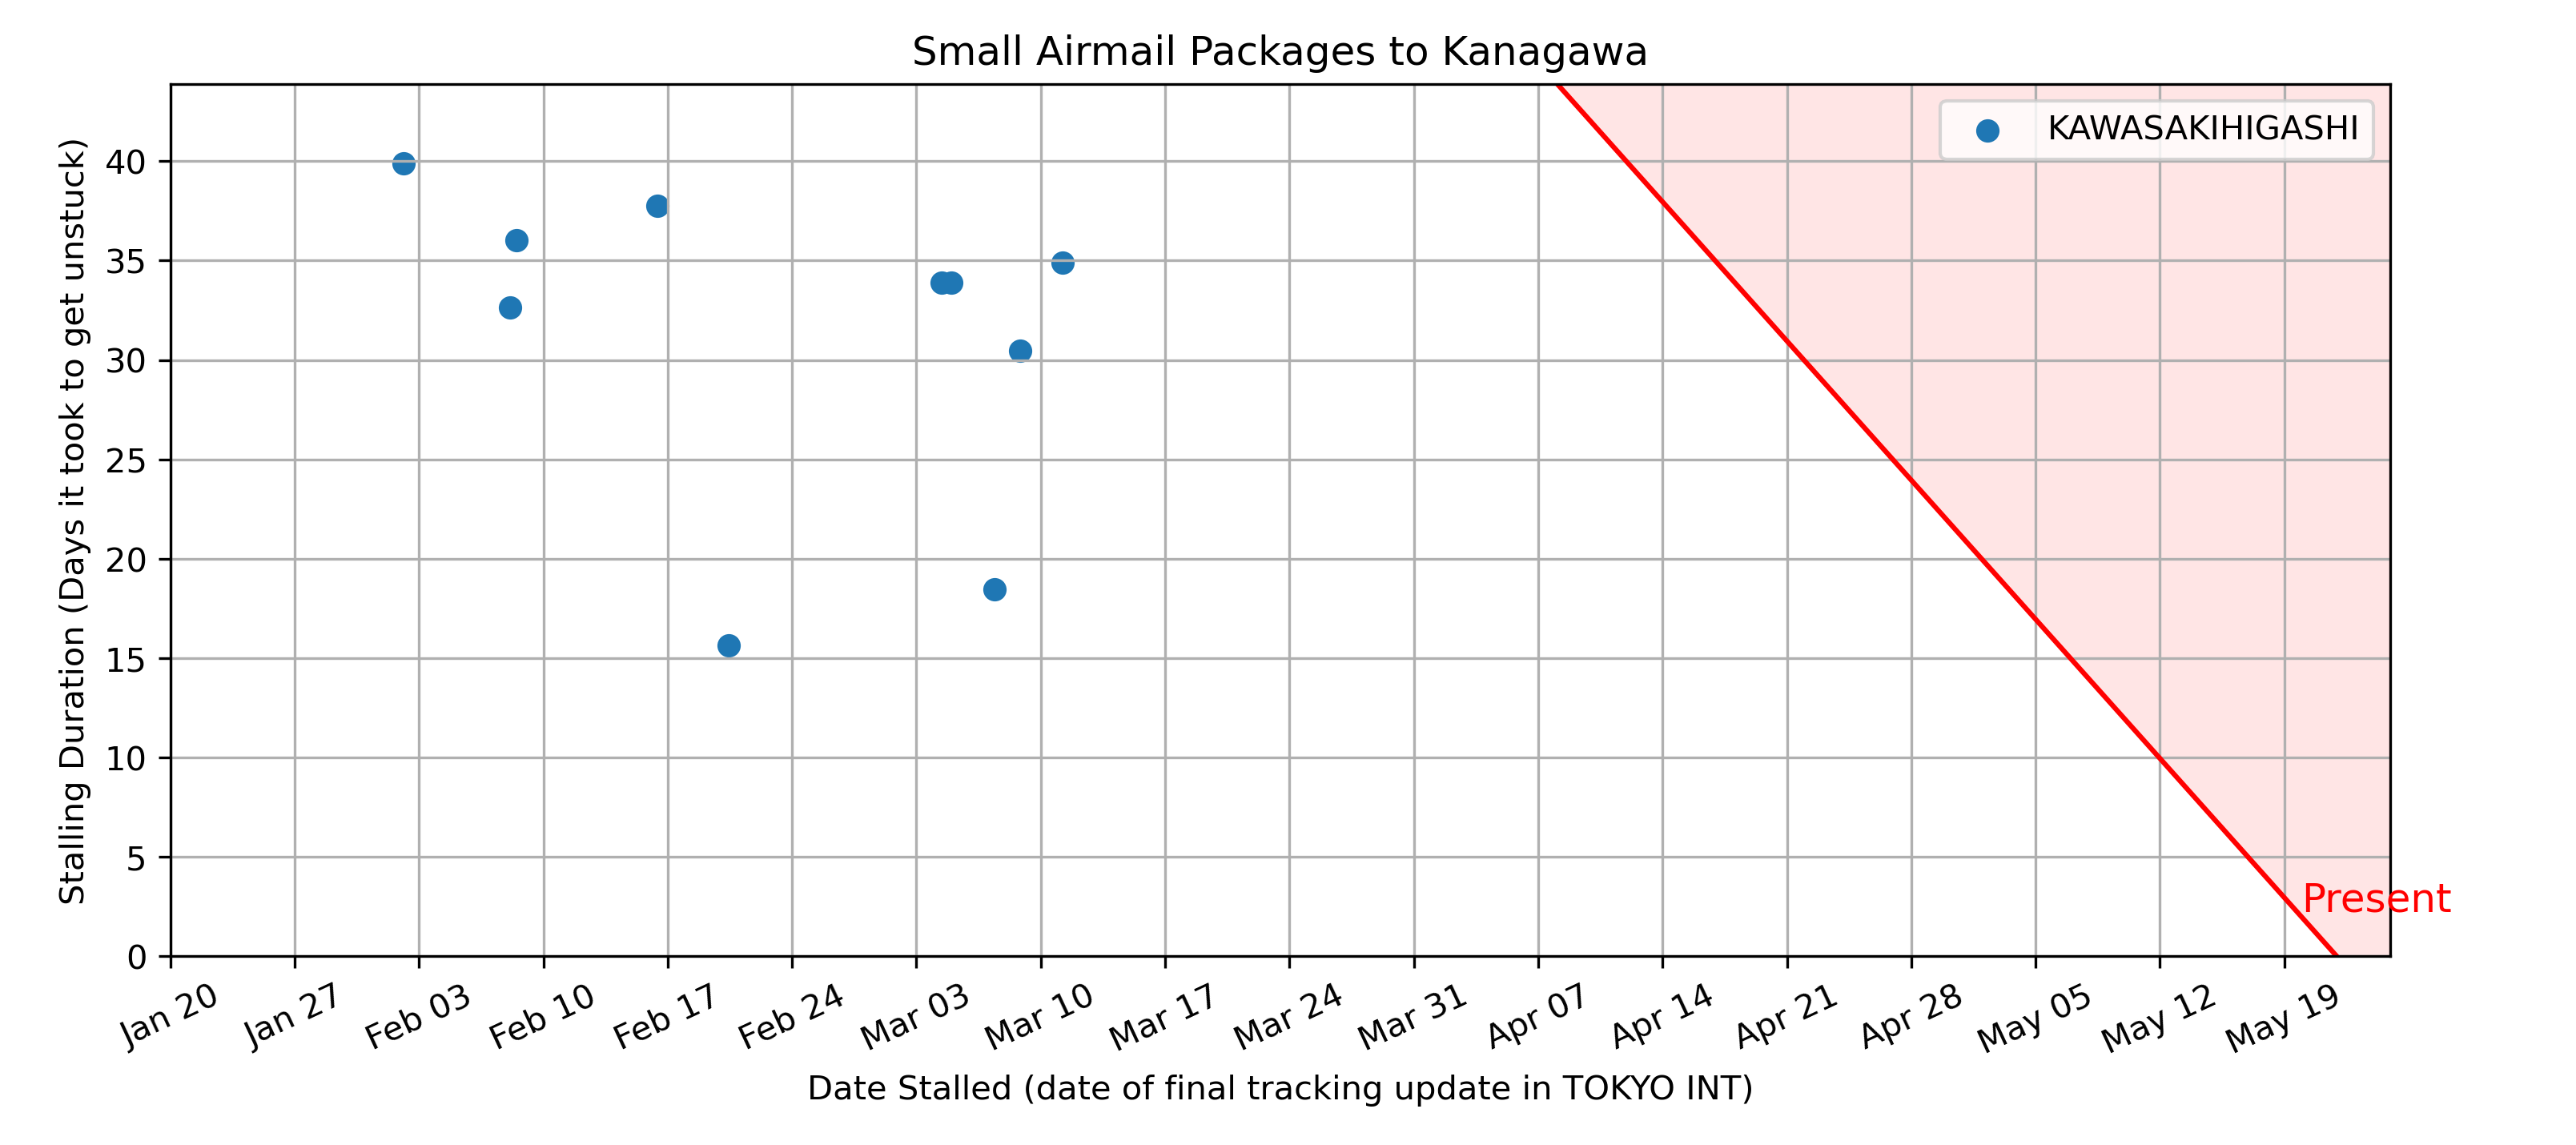 Small Airmail Packages to Kanagawa
KAWASAKIHIGASHI
Stalling Duration (Days it took to get unstuck)
40
35
30
25
20
15
10
5
0
Present
Jan 20
Jan 27
Feb 03
Feb 10
Feb 17
Feb 24
Mar 03
Mar 10
Mar 17
Mar 24
Mar 31
Apr 07
Apr 14
Apr 21
Apr 28
May 05
May 12
May 19
Date Stalled (date of final tracking update in TOKYO INT)